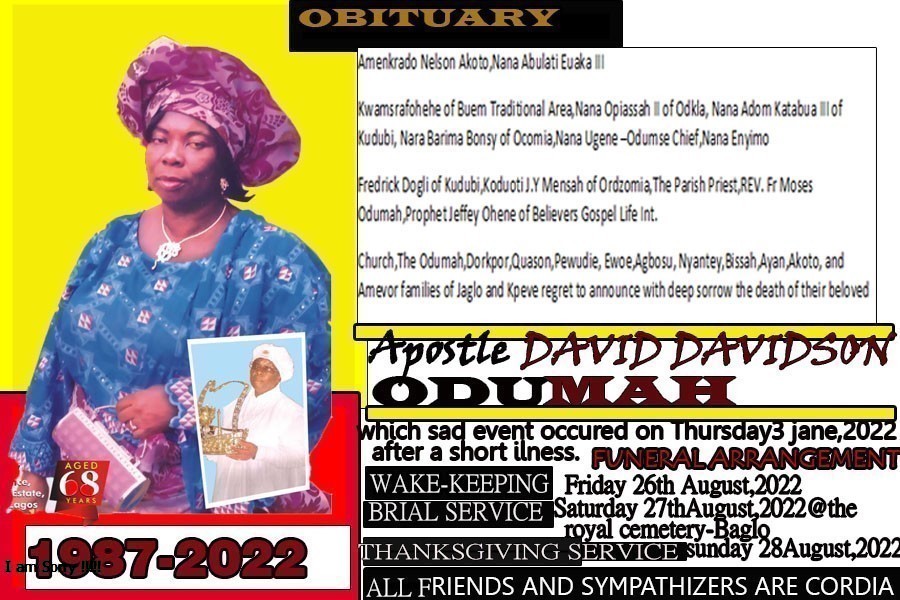 OBITUARY
Amenkrado Nelson Akoto,Nana Abulati Euaka III
Kwamsrafohehe of Buem Traditional Area,Nana Opiassah II of Odkla, Nana Adom Katabua III of
Kudubi, Nara Barima Bonsy of Ocomia,Nana Ugene –Odumse Chief,Nana Enyimo
Fredrick Dogli of Kudubi,Koduoti J.Y Mensah of Ordzomia,The Parish Priest,REV. Fr Moses
Odumah,Prophet Jeffey Ohene of Believers Gospel Life Int.
Church,The Odumah,Dorkpor,Quason,Pewudie, Ewoe,Agbosu, Nyantey,Bissah,Ayan,Akoto, and
Amevor families of Jaglo and Kpeve regret to announce with deep sorrow the death of their beloved
Apostle DAVID DAVIDSON
ODUMAH
which sad event occured on Thursday3 jane,2022
after a short ilness.
FUNERAL ARRANGEMENT
WAKE-KEEPING Friday 26th August,2022
BRIAL SERVICE Saturday 27thAugust,2022@the
royal cemetery-Baglo
THANKSGIVING SERVICE sunday 28August,2022
ALL FRIENDS AND SYMPATHIZERS ARE CORDIA
AGED
68
YEARS
ce,
Estate,
agos
1987-2022
I am Sorry !!!!!